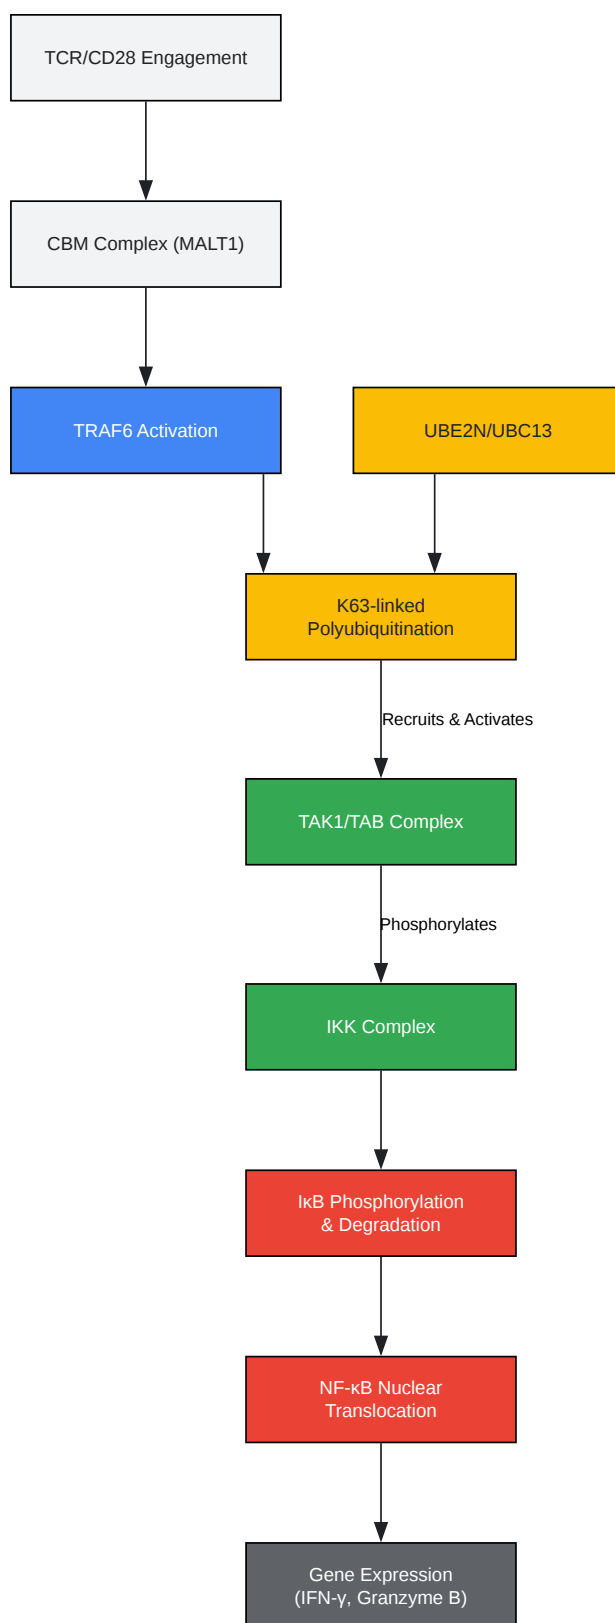 TCR/CD28 Engagement
CBM Complex (MALT1)
TRAF6 Activation
UBE2N/UBC13
K63-linked
Polyubiquitination
Recruits & Activates
TAK1/TAB Complex
Phosphorylates
IKK Complex
IκB Phosphorylation
& Degradation
NF-κB Nuclear
Translocation
Gene Expression
(IFN-γ, Granzyme B)